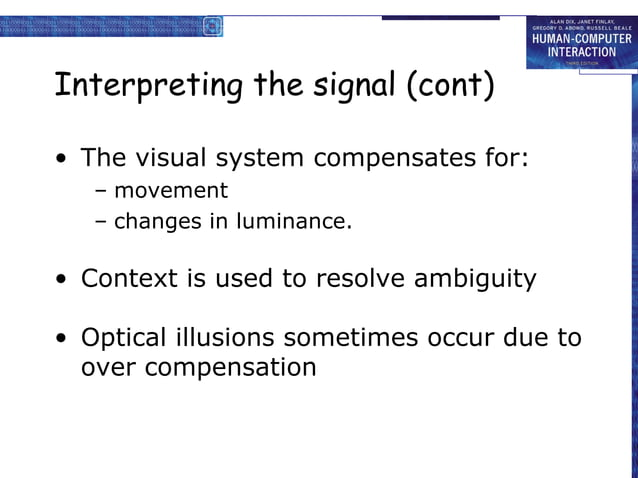 ALAN DIX, JANET FINLAY,
GREGORY D. ABOWD, RUSSELL BEALE
HUMAN-COMPUTER
INTERACTION
THIRD EDITION
Interpreting the signal (cont)
• The visual system compensates for:
– movement
– changes in luminance.
• Context is used to resolve ambiguity
• Optical illusions sometimes occur due to
over compensation